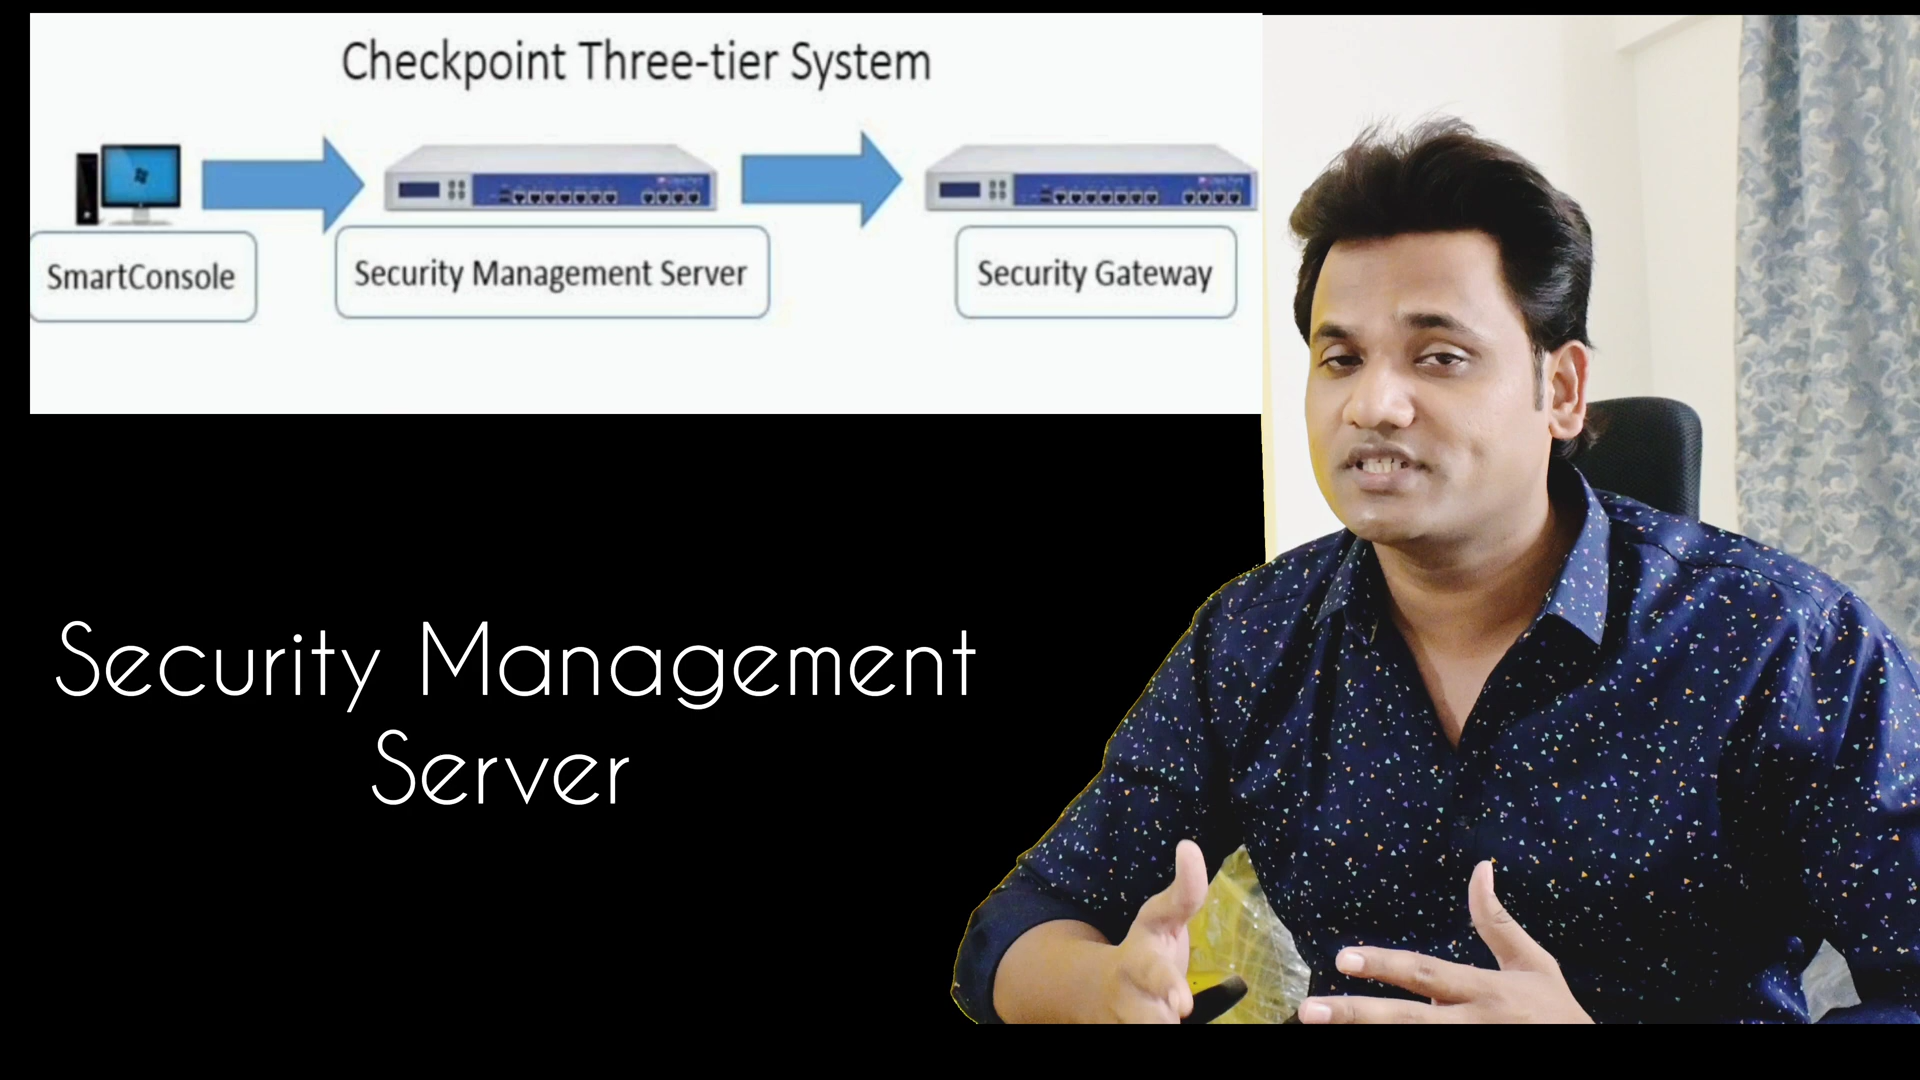 Checkpoint Three-tier System
SmartConsole
Security Management Server
Security Gateway
Security Management
Server